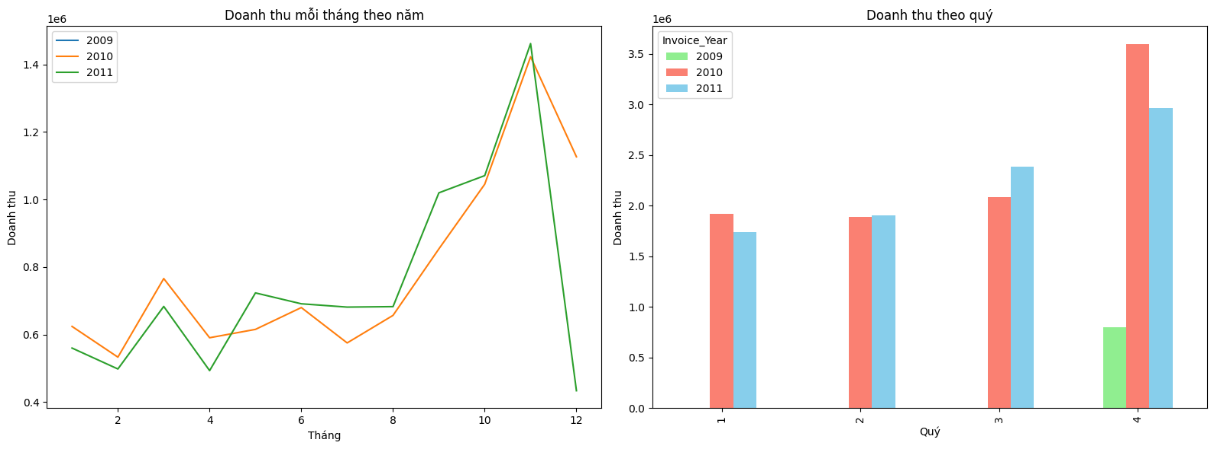 Doanh thu mỗi tháng theo năm
1e6
2009
2010
2011
1.4
1.2
1.0
0.8
0.6
0.4
Doanh thu
2 4 6 8 10 12
Tháng
Doanh thu theo quý
1e6
Invoice_Year
2009
2010
2011
3.5
3.0
2.5
2.0
1.5
1.0
0.5
0.0
Doanh thu
1 2 3 4
Quý